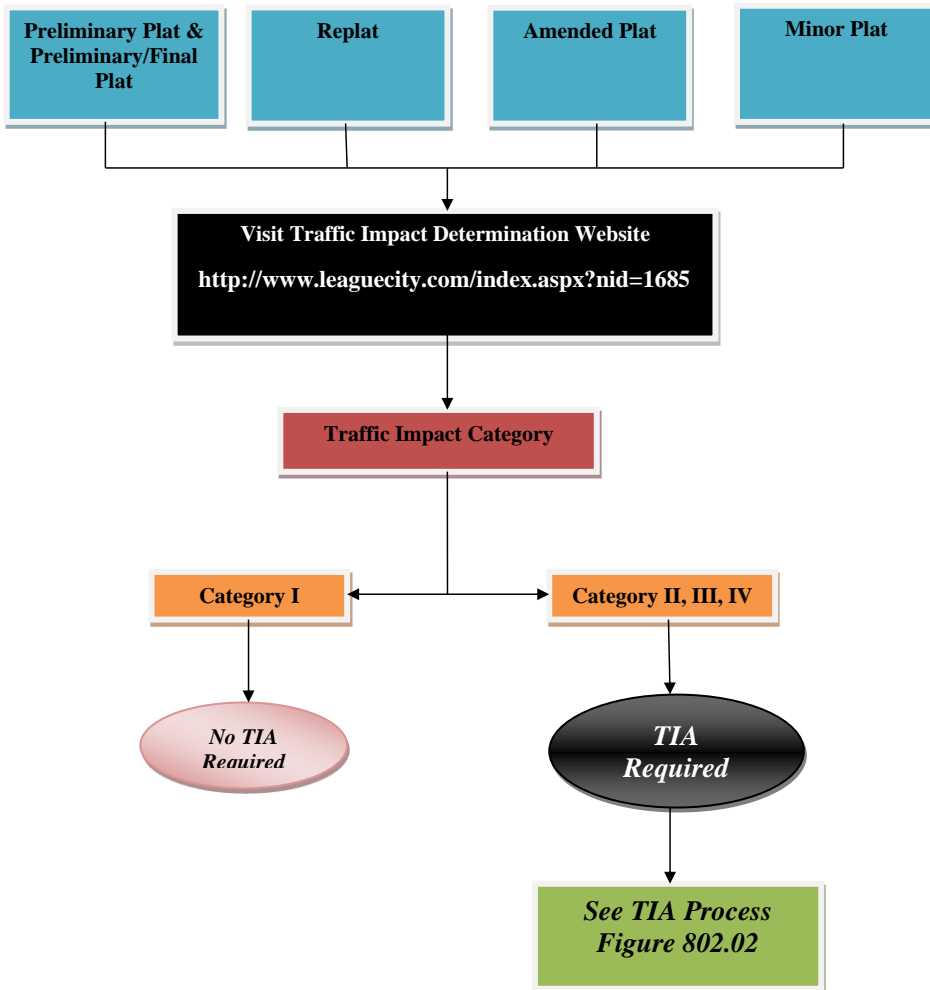 Preliminary Plat &
Preliminary/Final
Plat
Replat
Amended Plat
Minor Plat
Visit Traffic Impact Determination Website
http://www.leaguecity.com/index.aspx?nid=1685
Traffic Impact Category
Category I
Category II, III, IV
No TIA
Required
TIA
Required
See TIA Process
Figure 802.02